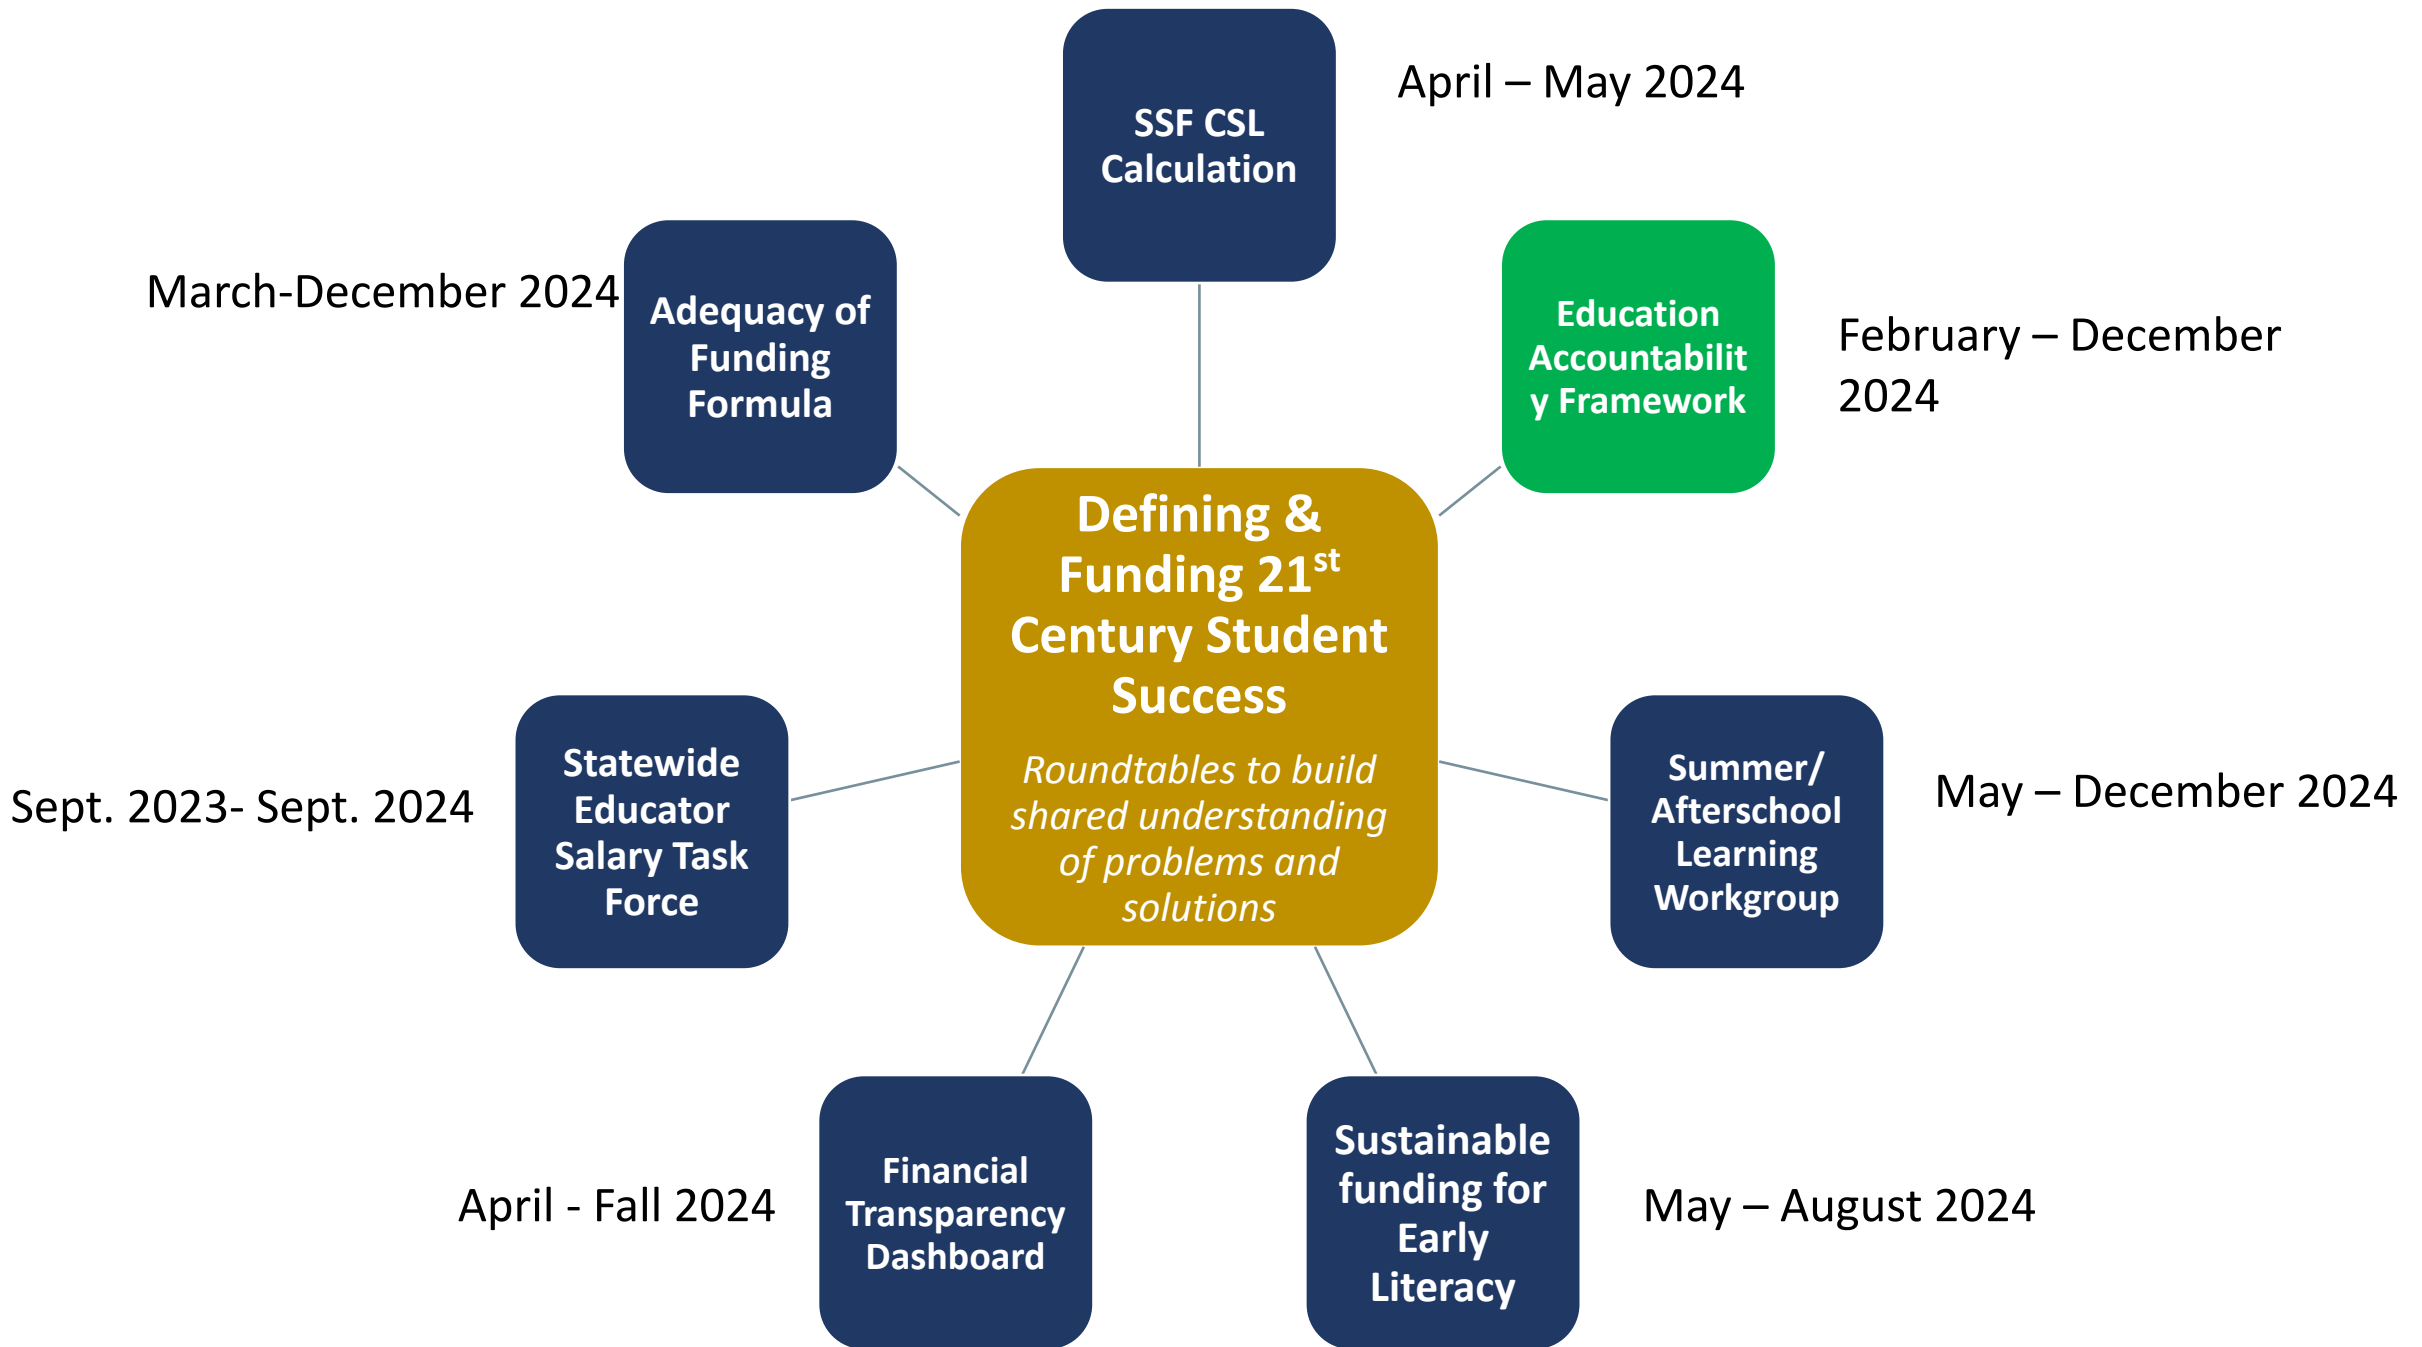 SSF CSL
Calculation
April – May 2024
Education
Accountabilit
y Framework
February – December
2024
Summer/
Afterschool
Learning
Workgroup
May – December 2024
Sustainable
funding for
Early
Literacy
May – August 2024
Financial
Transparency
Dashboard
April - Fall 2024
Statewide
Educator
Salary Task
Force
Sept. 2023- Sept. 2024
Adequacy of
Funding
Formula
March-December 2024
Defining &
Funding 21st
Century Student
Success
Roundtables to build
shared understanding
of problems and
solutions